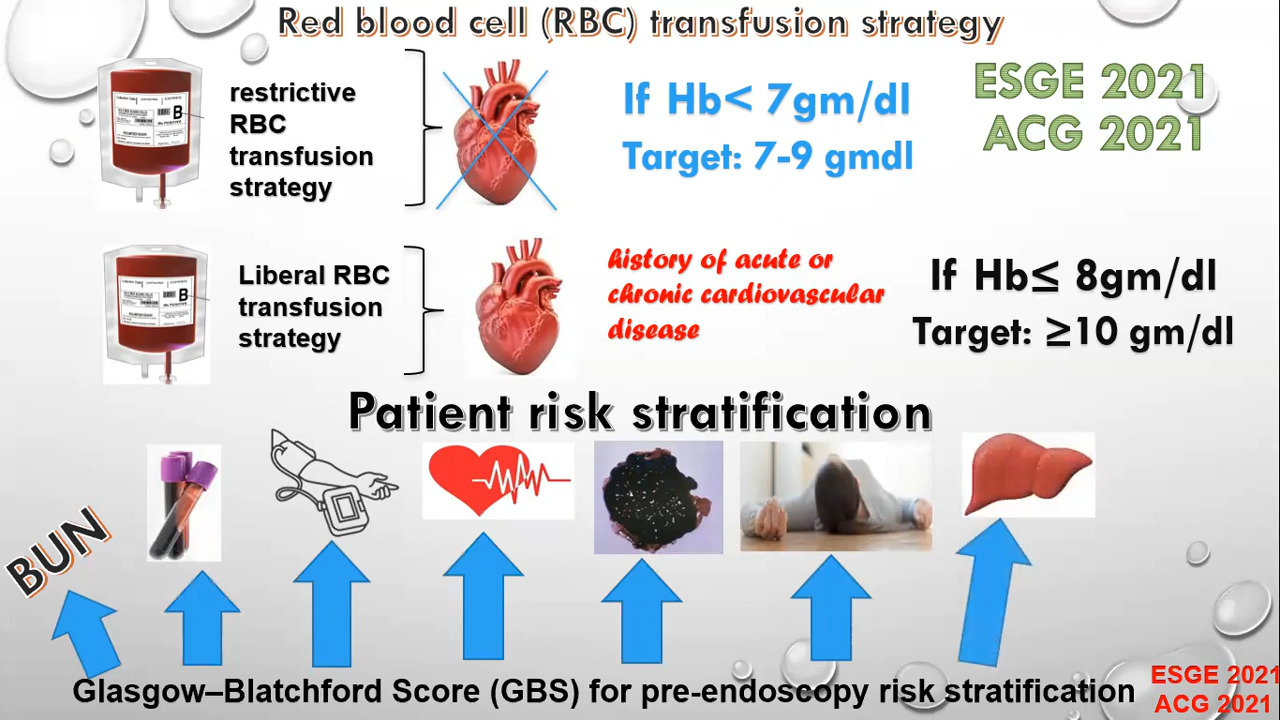 Red blood cell (RBC) transfusion strategy
restrictive
RBC
transfusion
strategy
If Hb< 7gm/dl
Target: 7-9 gmdl
ESGE 2021
ACG 2021
B
Liberal RBC
transfusion
strategy
history of acute or
chronic cardiovascular
disease
If Hb≤ 8gm/dl
Target: ≥10 gm/dl
B
Patient risk stratification
BUN
Glasgow–Blatchford Score (GBS) for pre-endoscopy risk stratification
ESGE 2021
ACG 2021